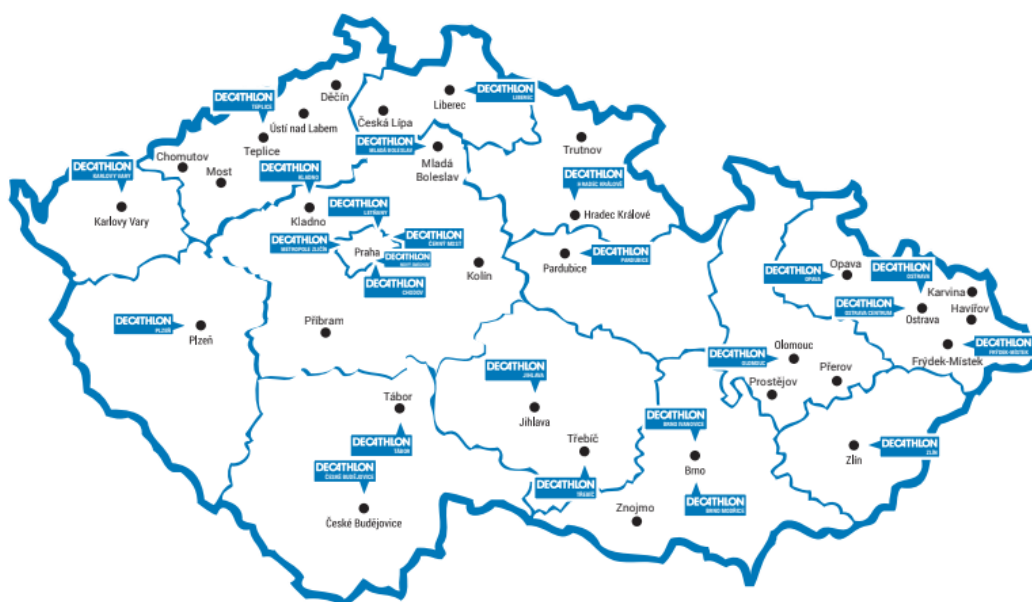 Děčín
DECATHLON
LIBEREC
Liberec
DECATHLON
TEPLICE
Ústí nad Labem
Česká Lípa
Teplice
DECATHLON
MLADÁ BOLESLAV
Trutnov
Chomutov
Most
Mladá
Boleslav
DECATHLON
KARLOVY VARY
DECATHLON
KLADNO
DECATHLON
HRADEC KRÁLOVÉ
Karlovy Vary
Kladno
DECATHLON
LETŇANY
Hradec Králové
DECATHLON
METROPOLE ZLIČÍN
DECATHLON
ČERNÝ MOST
Praha
DECATHLON
DECATHLON
CHODOV
Kolín
Pardubice
DECATHLON
PARDUBICE
Opava
DECATHLON
OPAVA
DECATHLON
OSTRAVA
Karvina
Havířov
DECATHLON
OSTRAVA CENTRUM
Ostrava
DECATHLON
PLZEŇ
Plzeň
Příbram
DECATHLON
FRÝDEK-MÍSTEK
Frýdek-Místek
Olomouc
DECATHLON
OLOMOUC
Přerov
Prostějov
DECATHLON
JIHLAVA
Jihlava
Tábor
DECATHLON
TÁBOR
DECATHLON
BRNO IVANOVICE
Třebíč
Brno
DECATHLON
ZLÍN
Zlín
DECATHLON
ČESKÉ BUDĚJOVICE
České Budějovice
DECATHLON
TŘEBÍČ
DECATHLON
BRNO MODŘICE
Znojmo